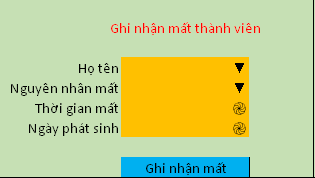 Ghi nhận mất thành viên
Họ tên
Nguyên nhân mất
Thời gian mất
Ngày phát sinh
Ghi nhận mất